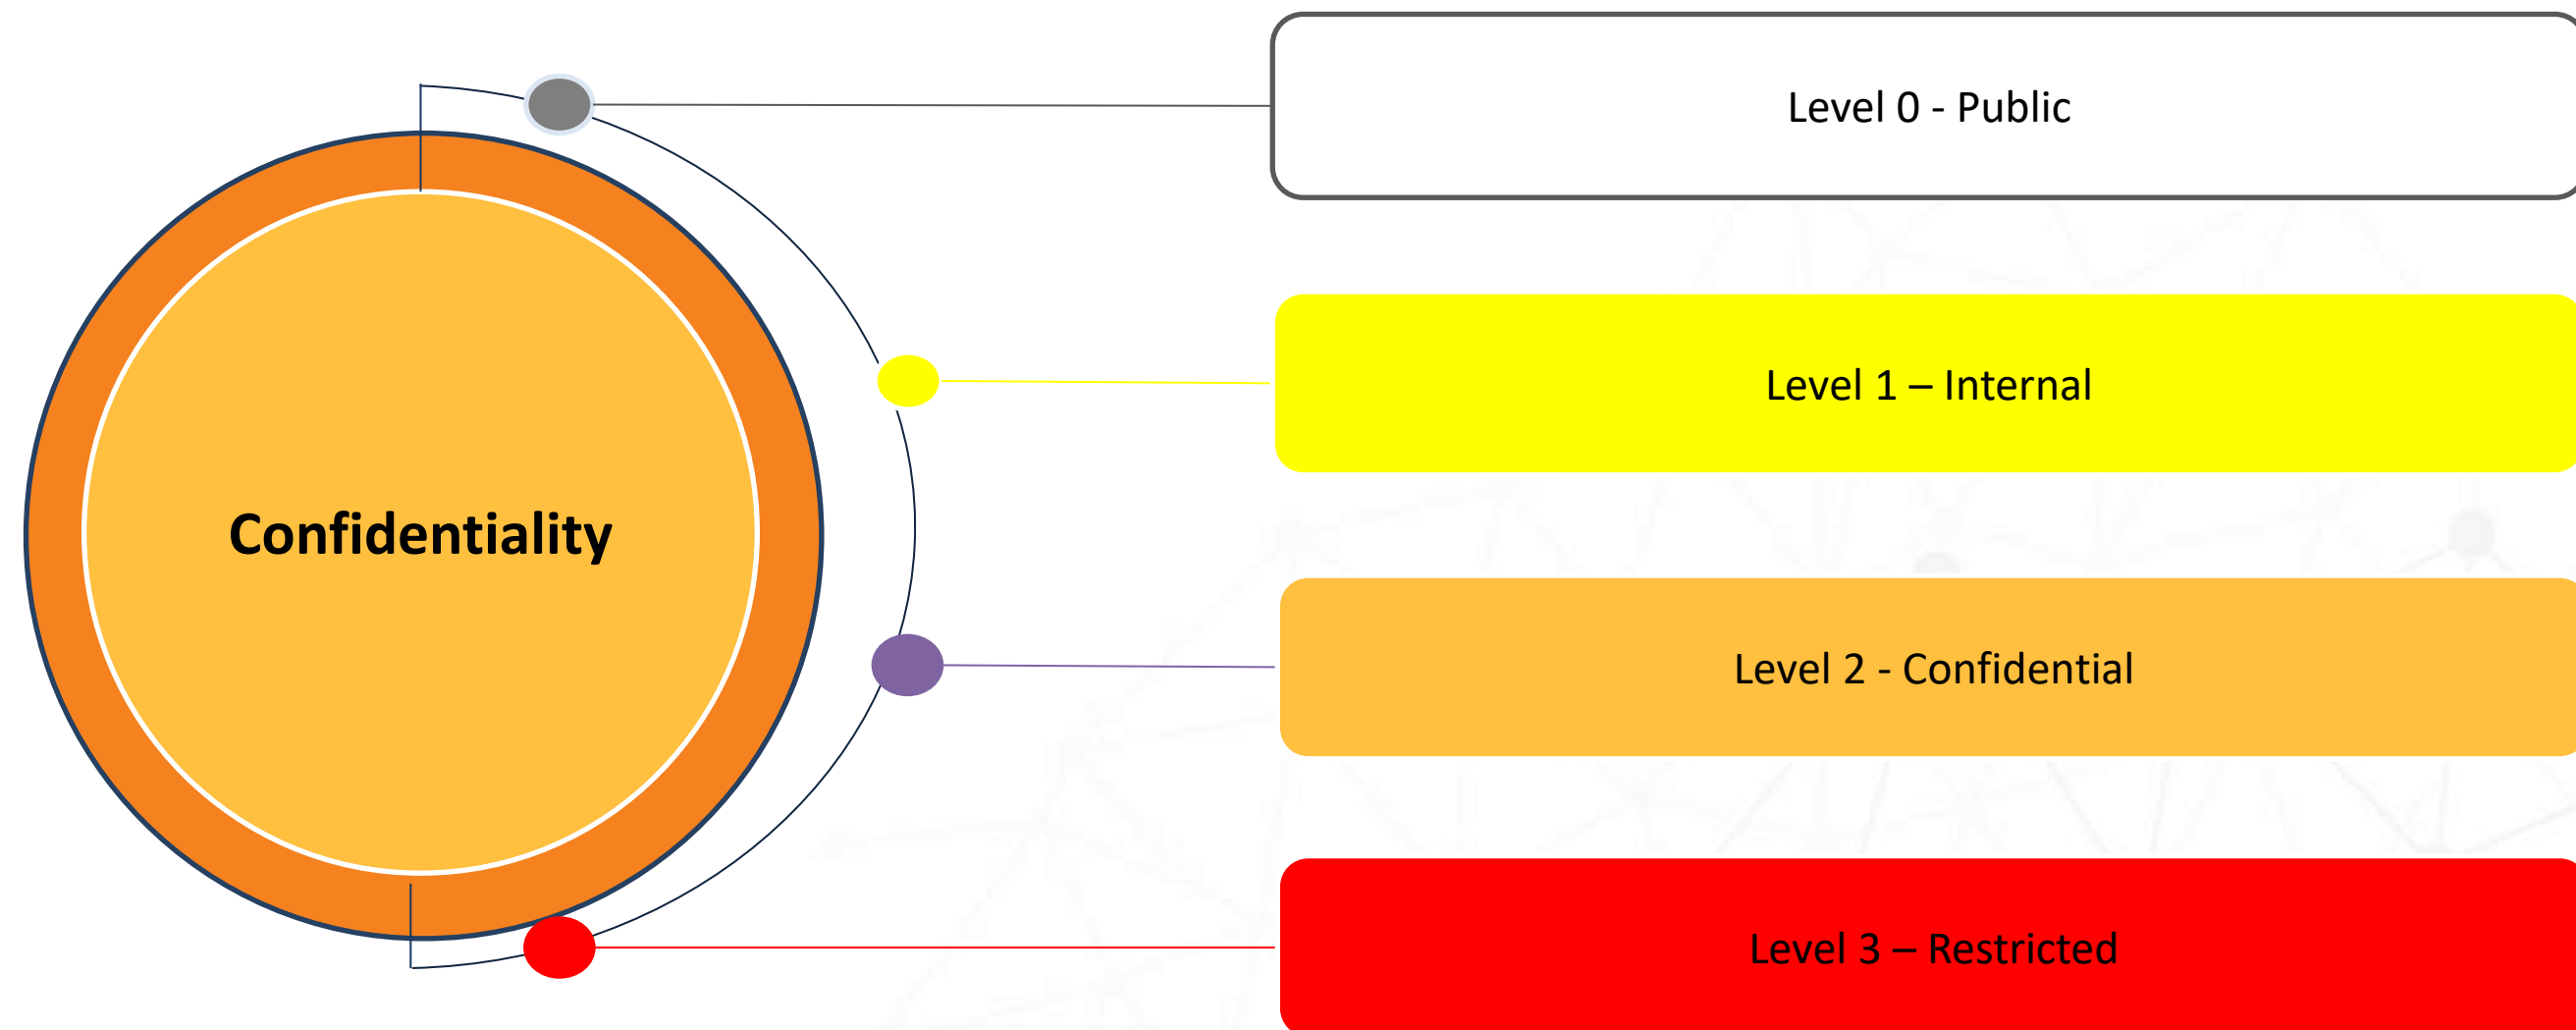 Level 0 - Public
Level 1 – Internal
Confidentiality
Level 2 - Confidential
Level 3 – Restricted